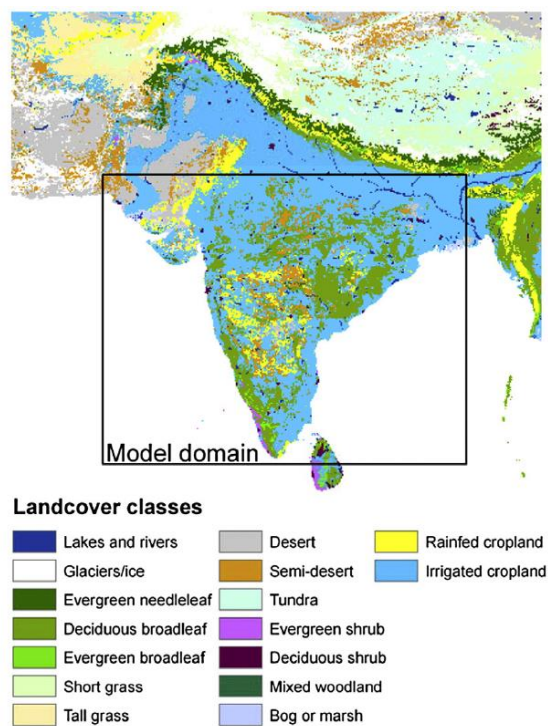 Model domain
Landcover classes
Lakes and rivers
Desert
Rainfed cropland
Glaciers/ice
Semi-desert
Irrigated cropland
Evergreen needleleaf
Tundra
Deciduous broadleaf
Evergreen shrub
Evergreen broadleaf
Deciduous shrub
Short grass
Mixed woodland
Tall grass
Bog or marsh